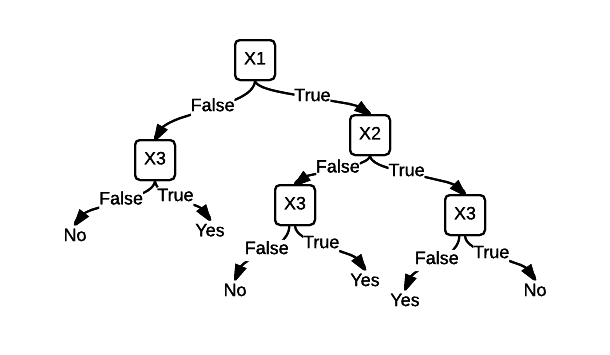 X1
False
True
X2
X3
False
True
False
True
X3
X3
No
Yes
False
True
False
True
No
Yes
Yes
No